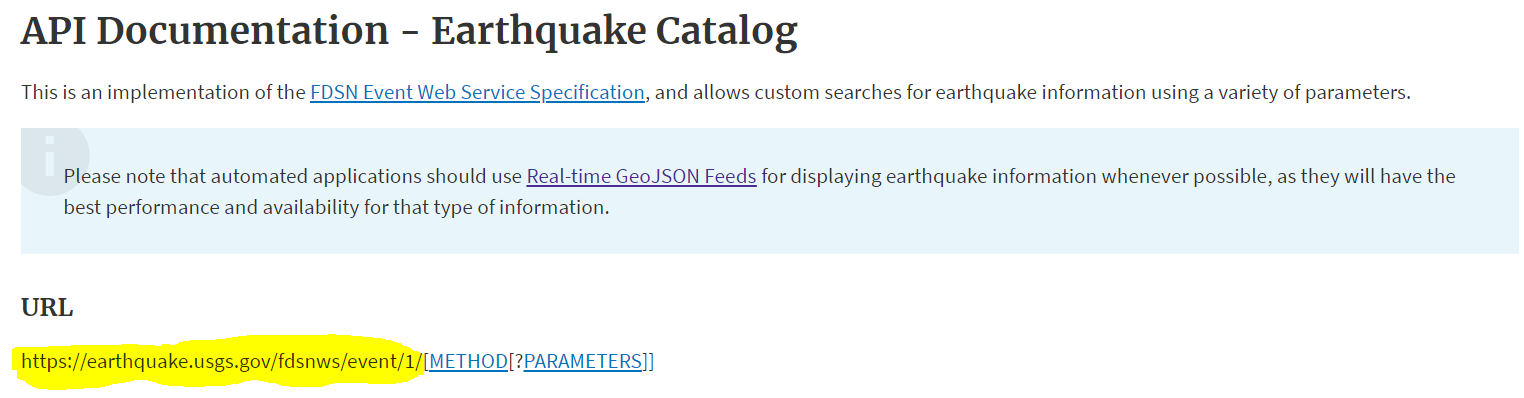 API Documentation - Earthquake Catalog
This is an implementation of the FDSN Event Web Service Specification, and allows custom searches for earthquake information using a variety of parameters.
Please note that automated applications should use Real-time GeoJSON Feeds for displaying earthquake information whenever possible, as they will have the
best performance and availability for that type of information.
URL
https://earthquake.usgs.gov/fdsnws/event/1/[METHOD[?PARAMETERS]]